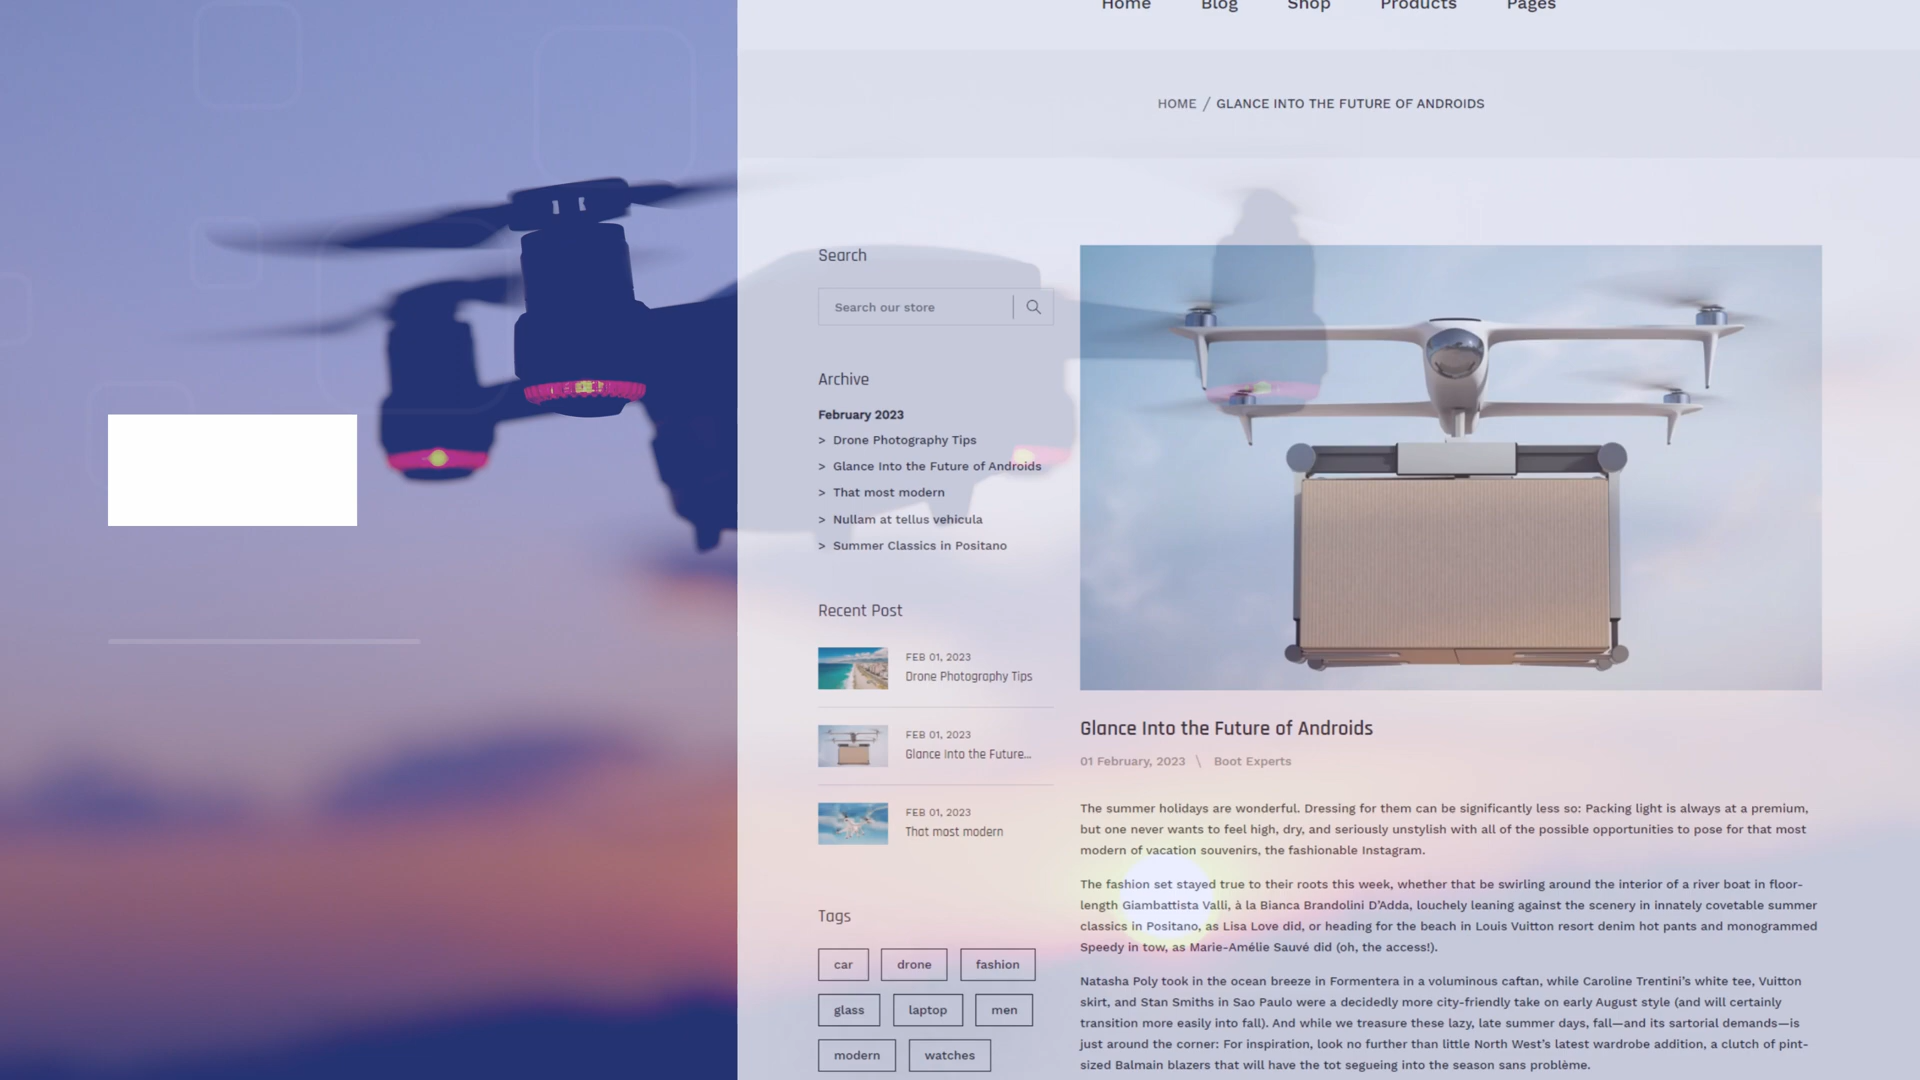 Home Blog Shop Products Pages
HOME / GLANCE INTO THE FUTURE OF ANDROIDS
Search
Search our store
Archive
February 2023
> Drone Photography Tips
> Glance Into the Future of Androids
> That most modern
> Nullam at tellus vehicula
> Summer Classics in Positano
Recent Post
FEB 01, 2023
Drone Photography Tips
FEB 01, 2023
Glance Into the Future...
FEB 01, 2023
That most modern
Tags
car drone fashion
glass laptop men
modern watches
Glance Into the Future of Androids
01 February, 2023 \ Boot Experts
The summer holidays are wonderful. Dressing for them can be significantly less so: Packing light is always at a premium,
but one never wants to feel high, dry, and seriously unstylish with all of the possible opportunities to pose for that most
modern of vacation souvenirs, the fashionable Instagram.
The fashion set stayed true to their roots this week, whether that be swirling around the interior of a river boat in floor-
length Giambattista Valli, à la Bianca Brandolini D'Adda, louchely leaning against the scenery in innately covetable summer
classics in Positano, as Lisa Love did, or heading for the beach in Louis Vuitton resort denim hot pants and monogrammed
Speedy in tow, as Marie-Amélie Sauvé did (oh, the access!).
Natasha Poly took in the ocean breeze in Formentera in a voluminous caftan, while Caroline Trentini's white tee, Vuitton
skirt, and Stan Smiths in Sao Paulo were a decidedly more city-friendly take on early August style (and will certainly
transition more easily into fall). And while we treasure these lazy, late summer days, fall—and its sartorial demands—is
just around the corner: For inspiration, look no further than little North West's latest wardrobe addition, a clutch of pint-
sized Balmain blazers that will have the tot segueing into the season sans problème.